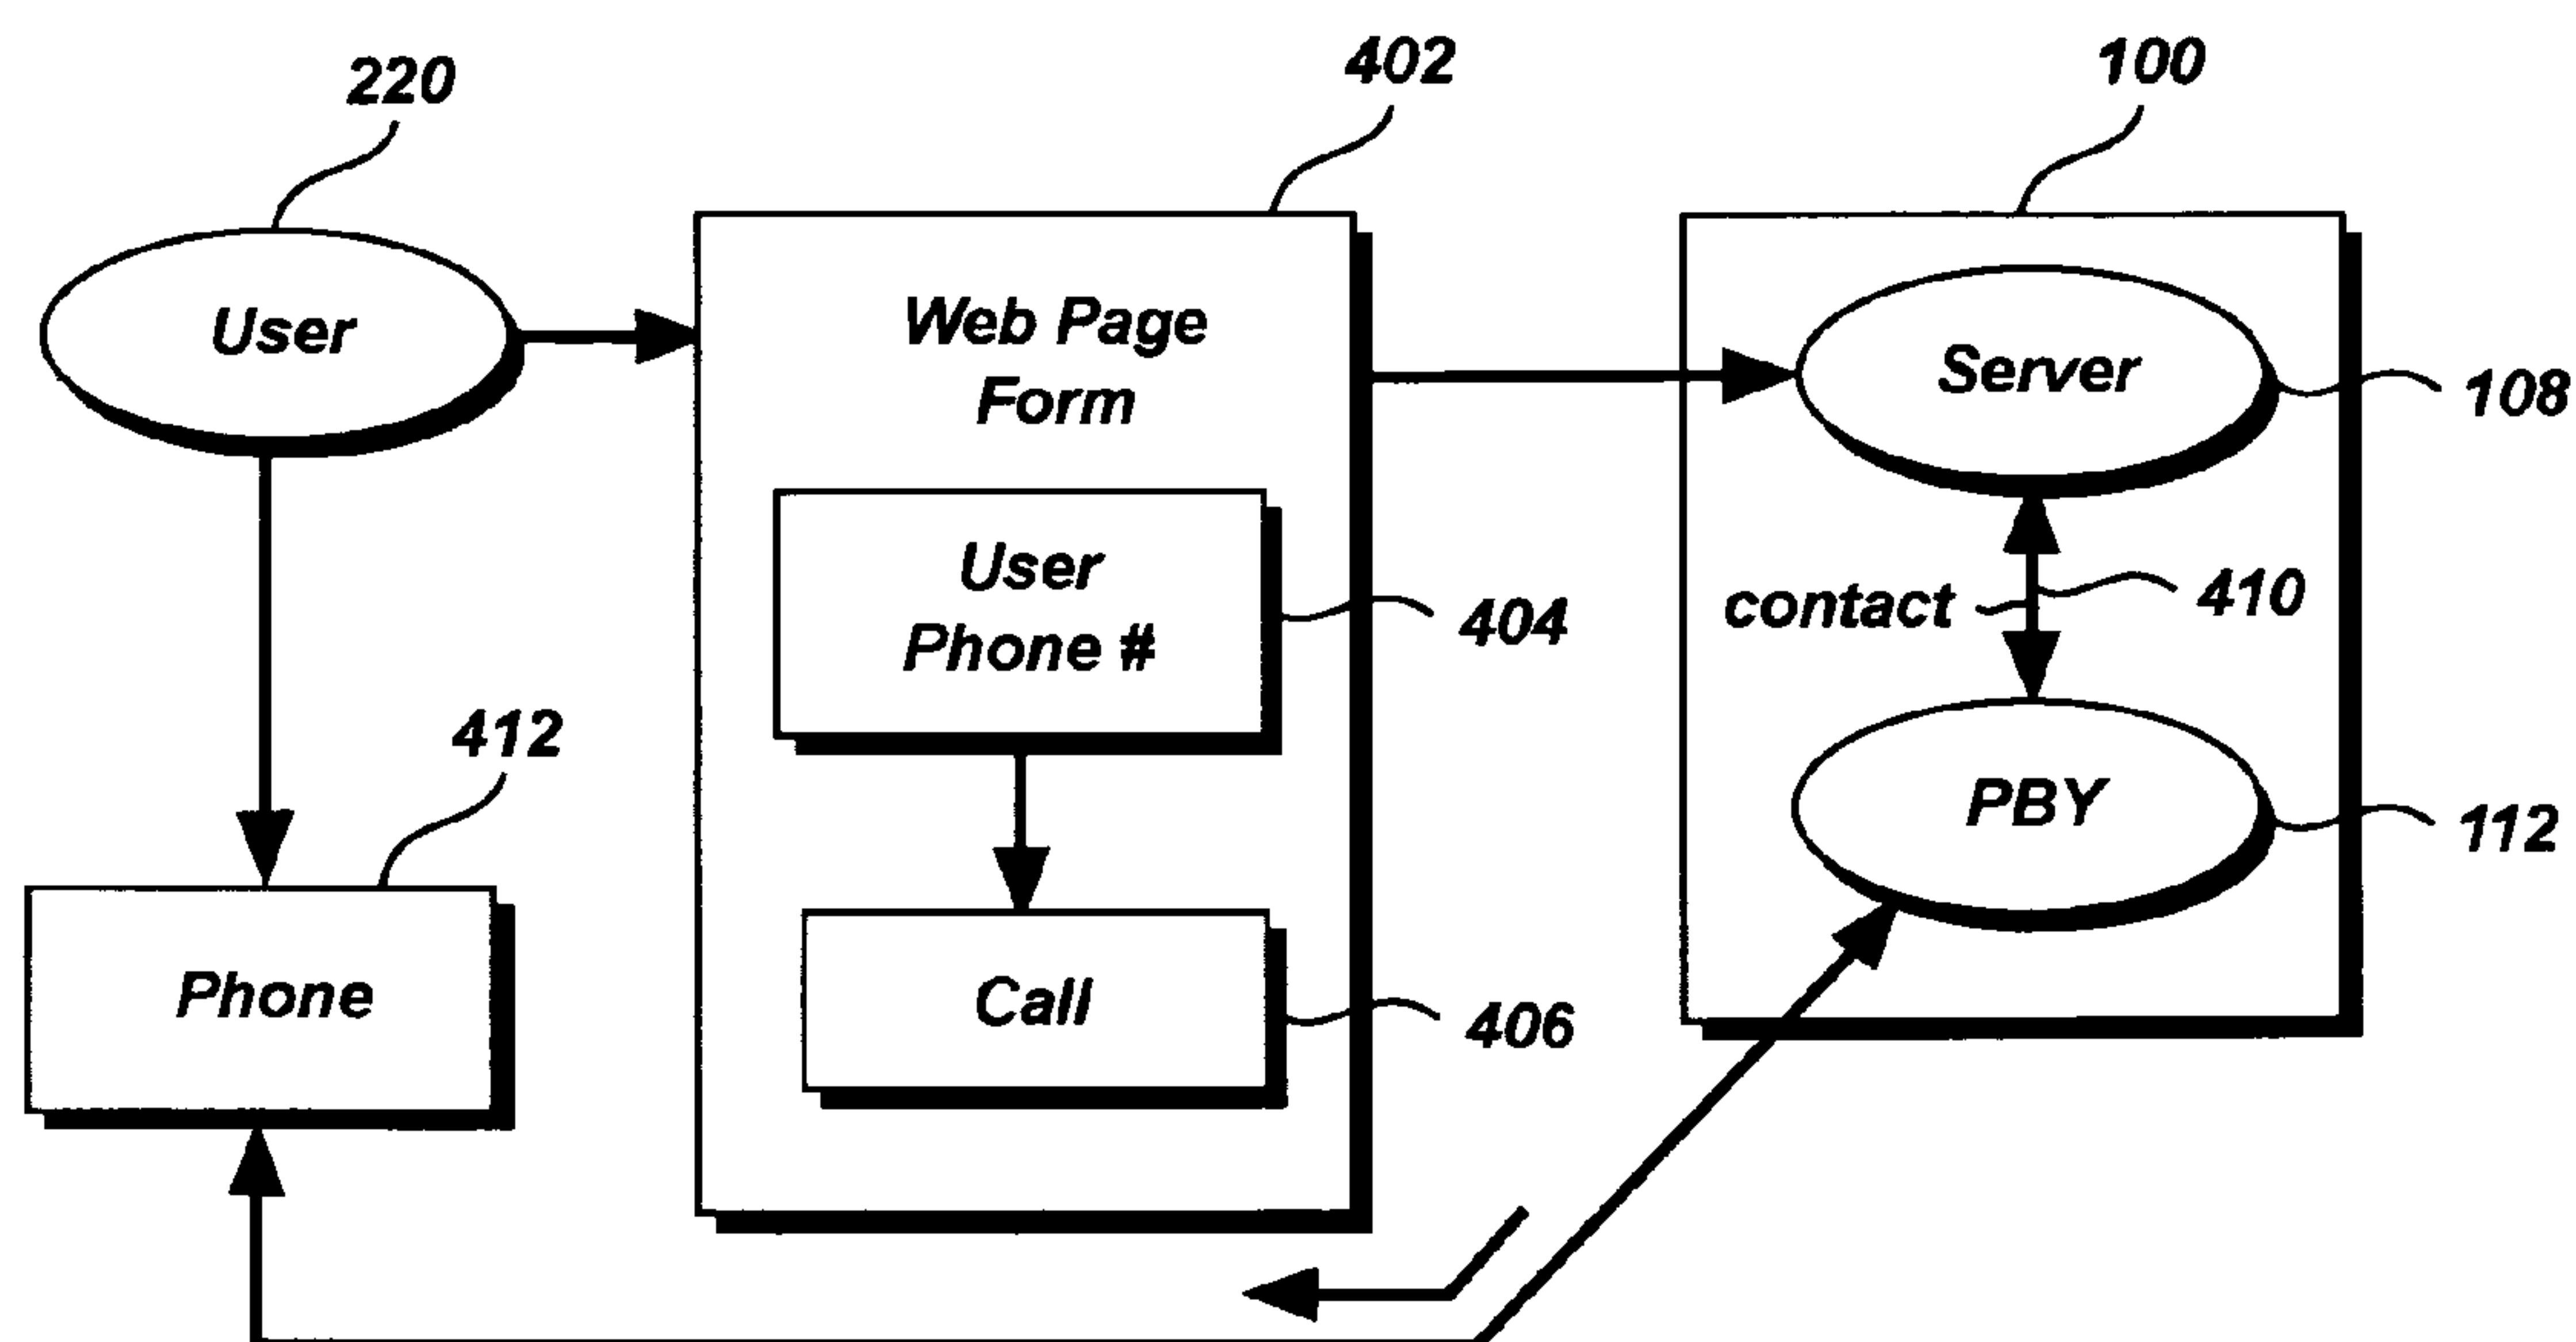 220
402
100
User
Web Page
Form
Server
108
User
Phone #
404
contact
410
412
PBY
112
Phone
Call
406